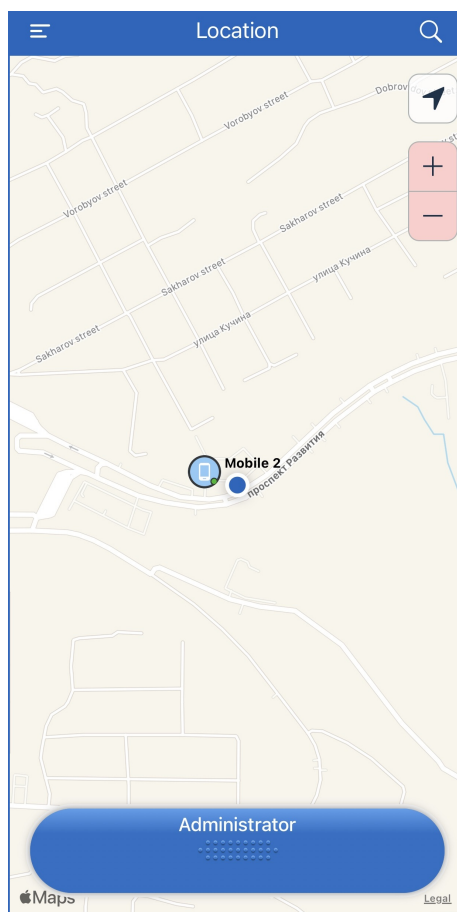 Location
Dobrov
Vorobyov street
Vorobyov street
Sakharov street
Sakharov street
улица Кучина
улица Кучина
Sakharov street
Mobile 2
проспект Развития
Administrator
Maps
Legal